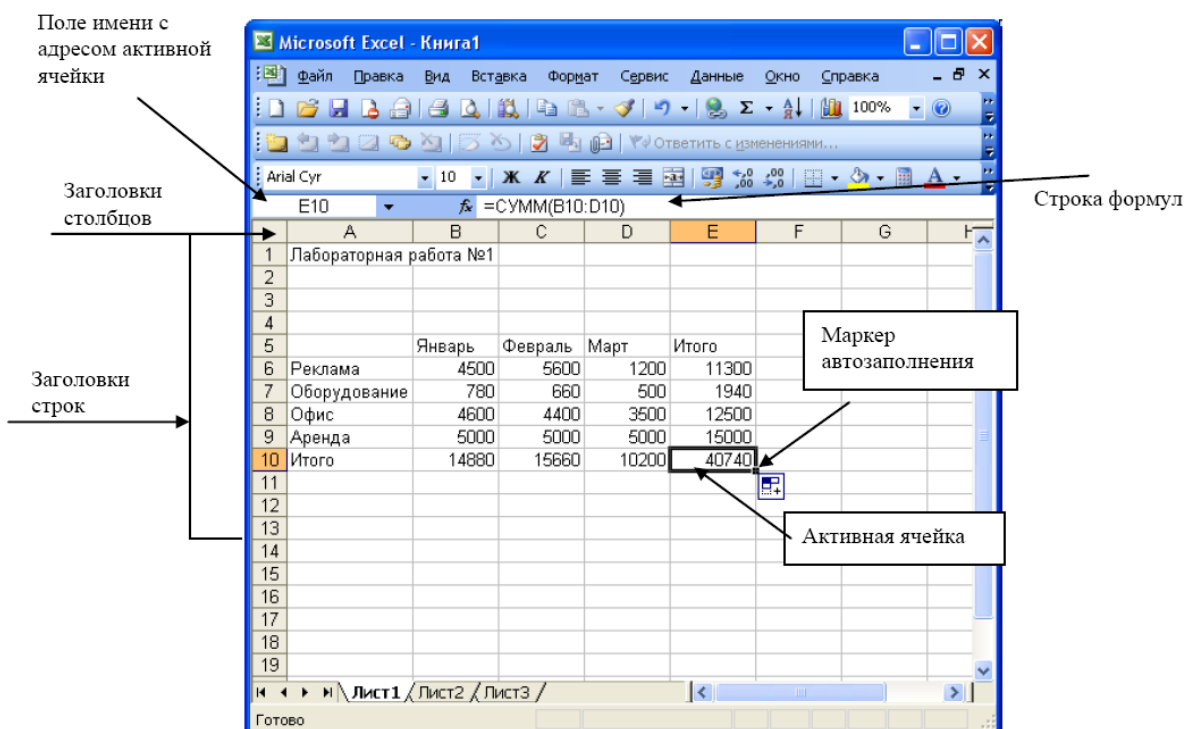 Поле имени с
адресом активной
ячейки
Заголовки
столбцов
Заголовки
строк
Microsoft Excel - Книга1
Файл Правка Вид Вставка Формат Сервис Данные Окно Справка
100%
Ответить с изменениями...
Arial Cyr 10 Ж К
E10 fx =СУММ(B10:D10)
Строка формул
A B C D E F G H
1 Лабораторная работа №1
2
3
4
5 Январь Февраль Март Итого
6 Реклама 4500 5600 1200 11300
7 Оборудование 780 660 500 1940
8 Офис 4600 4400 3500 12500
9 Аренда 5000 5000 5000 15000
10 Итого 14880 15660 10200 40740
11
12
13
14
15
16
17
18
19
Маркер
автозаполнения
Активная ячейка
Лист1 Лист2 Лист3
Готово